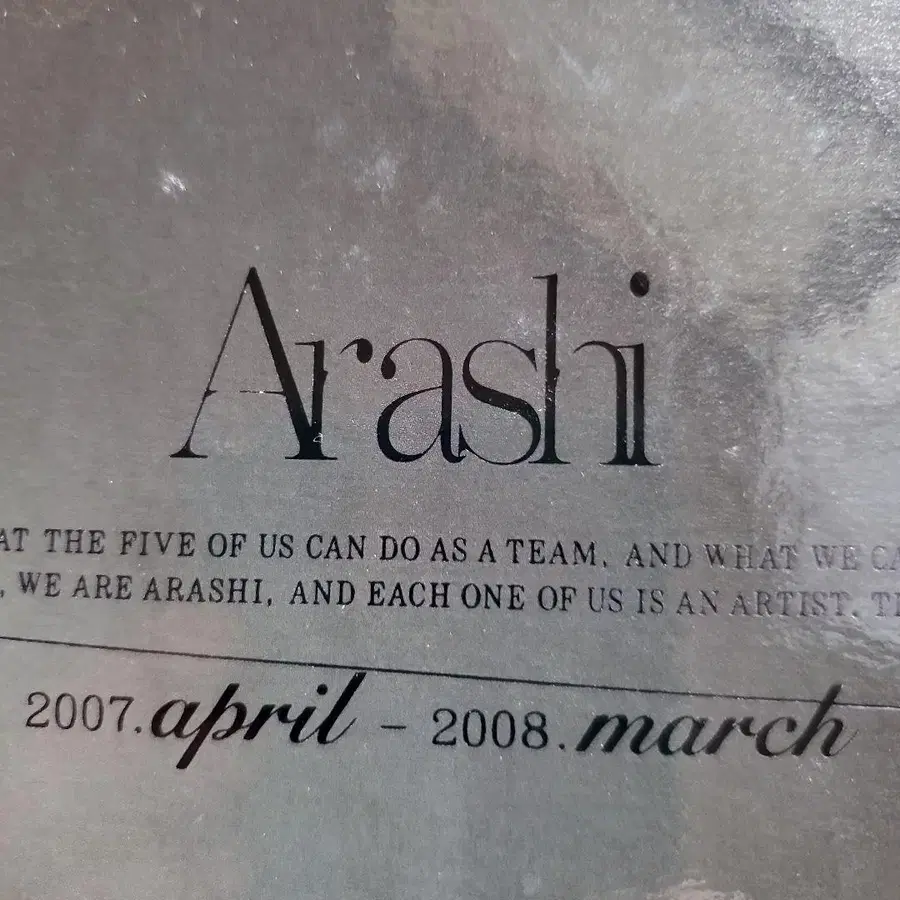 Arashi
AT THE FIVE OF US CAN DO AS A TEAM, AND WHAT WE CA
, WE ARE ARASHI, AND EACH ONE OF US IS AN ARTIST. T
2007.april - 2008.march